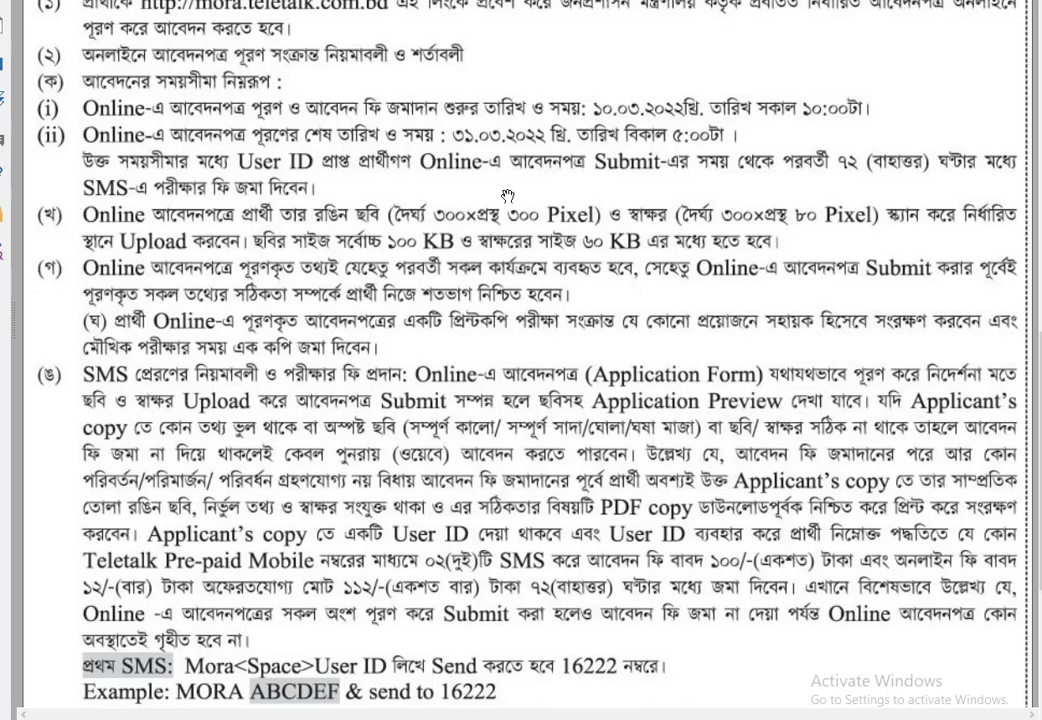 (১) প্রার্থীকে http://mora.teletalk.com.bd এই লিংকে প্রবেশ করে জনপ্রশাসন মন্ত্রণালয় কর্তৃক প্রবর্তিত নির্ধারিত আবেদনপত্র অনলাইনে
পূরণ করে আবেদন করতে হবে।
(২) অনলাইনে আবেদনপত্র পূরণ সংক্রান্ত নিয়মাবলী ও শর্তাবলী
(ক) আবেদনের সময়সীমা নিম্নরূপ :
(i) Online-এ আবেদনপত্র পূরণ ও আবেদন ফি জমাদান শুরুর তারিখ ও সময়: ১০.০৩.২০২২খ্রি. তারিখ সকাল ১০:০০টা।
(ii) Online-এ আবেদনপত্র পূরণের শেষ তারিখ ও সময় : ৩১.০৩.২০২২ খ্রি. তারিখ বিকাল ৫:০০টা ।
উক্ত সময়সীমার মধ্যে User ID প্রাপ্ত প্রার্থীগণ Online-এ আবেদনপত্র Submit-এর সময় থেকে পরবর্তী ৭২ (বাহাত্তর) ঘন্টার মধ্যে
SMS-এ পরীক্ষার ফি জমা দিবেন।
(খ) Online আবেদনপত্রে প্রার্থী তার রঙিন ছবি (দৈর্ঘ্য ৩০০×প্রস্থ ৩০০ Pixel) ও স্বাক্ষর (দৈর্ঘ্য ৩০০×প্রস্থ ৮০ Pixel) স্ক্যান করে নির্ধারিত
স্থানে Upload করবেন। ছবির সাইজ সর্বোচ্চ ১০০ KB ও স্বাক্ষরের সাইজ ৬০ KB এর মধ্যে হতে হবে।
(গ) Online আবেদনপত্রে পূরণকৃত তথ্যই যেহেতু পরবর্তী সকল কার্যক্রমে ব্যবহৃত হবে, সেহেতু Online-এ আবেদনপত্র Submit করার পূর্বেই
পূরণকৃত সকল তথ্যের সঠিকতা সম্পর্কে প্রার্থী নিজে শতভাগ নিশ্চিত হবেন।
(ঘ) প্রার্থী Online-এ পূরণকৃত আবেদনপত্রের একটি প্রিন্টকপি পরীক্ষা সংক্রান্ত যে কোনো প্রয়োজনে সহায়ক হিসেবে সংরক্ষণ করবেন এবং
মৌখিক পরীক্ষার সময় এক কপি জমা দিবেন।
(ঙ) SMS প্রেরণের নিয়মাবলী ও পরীক্ষার ফি প্রদান: Online-এ আবেদনপত্র (Application Form) যথাযথভাবে পূরণ করে নিদের্শনা মতে
ছবি ও স্বাক্ষর Upload করে আবেদনপত্র Submit সম্পন্ন হলে ছবিসহ Application Preview দেখা যাবে। যদি Applicant’s
copy তে কোন তথ্য ভুল থাকে বা অস্পষ্ট ছবি (সম্পূর্ণ কালো/ সম্পূর্ণ সাদা/ঘোলা/ঘষা মাজা) বা ছবি/ স্বাক্ষর সঠিক না থাকে তাহলে আবেদন
ফি জমা না দিয়ে থাকলেই কেবল পুনরায় (ওয়েবে) আবেদন করতে পারবেন। উল্লেখ্য যে, আবেদন ফি জমাদানের পরে আর কোন
পরিবর্তন/পরিমার্জন/ পরিবর্ধন গ্রহণযোগ্য নয় বিধায় আবেদন ফি জমাদানের পূর্বে প্রার্থী অবশ্যই উক্ত Applicant’s copy তে তার সাম্প্রতিক
তোলা রঙিন ছবি, নির্ভুল তথ্য ও স্বাক্ষর সংযুক্ত থাকা ও এর সঠিকতার বিষয়টি PDF copy ডাউনলোডপূর্বক নিশ্চিত করে প্রিন্ট করে সংরক্ষণ
করবেন। Applicant’s copy তে একটি User ID দেয়া থাকবে এবং User ID ব্যবহার করে প্রার্থী নিম্নোক্ত পদ্ধতিতে যে কোন
Teletalk Pre-paid Mobile নম্বরের মাধ্যমে ০২(দুই)টি SMS করে আবেদন ফি বাবদ ১০০/-(একশত) টাকা এবং অনলাইন ফি বাবদ
১২/-(বার) টাকা অফেরতযোগ্য মোট ১১২/-(একশত বার) টাকা ৭২(বাহাত্তর) ঘণ্টার মধ্যে জমা দিবেন। এখানে বিশেষভাবে উল্লেখ্য যে,
Online -এ আবেদনপত্রের সকল অংশ পূরণ করে Submit করা হলেও আবেদন ফি জমা না দেয়া পর্যন্ত Online আবেদনপত্র কোন
অবস্থাতেই গৃহীত হবে না।
প্রথম SMS: Mora<Space>User ID লিখে Send করতে হবে 16222 নম্বরে।
Example: MORA ABCDEF & send to 16222
Activate Windows
Go to Settings to activate Windows.